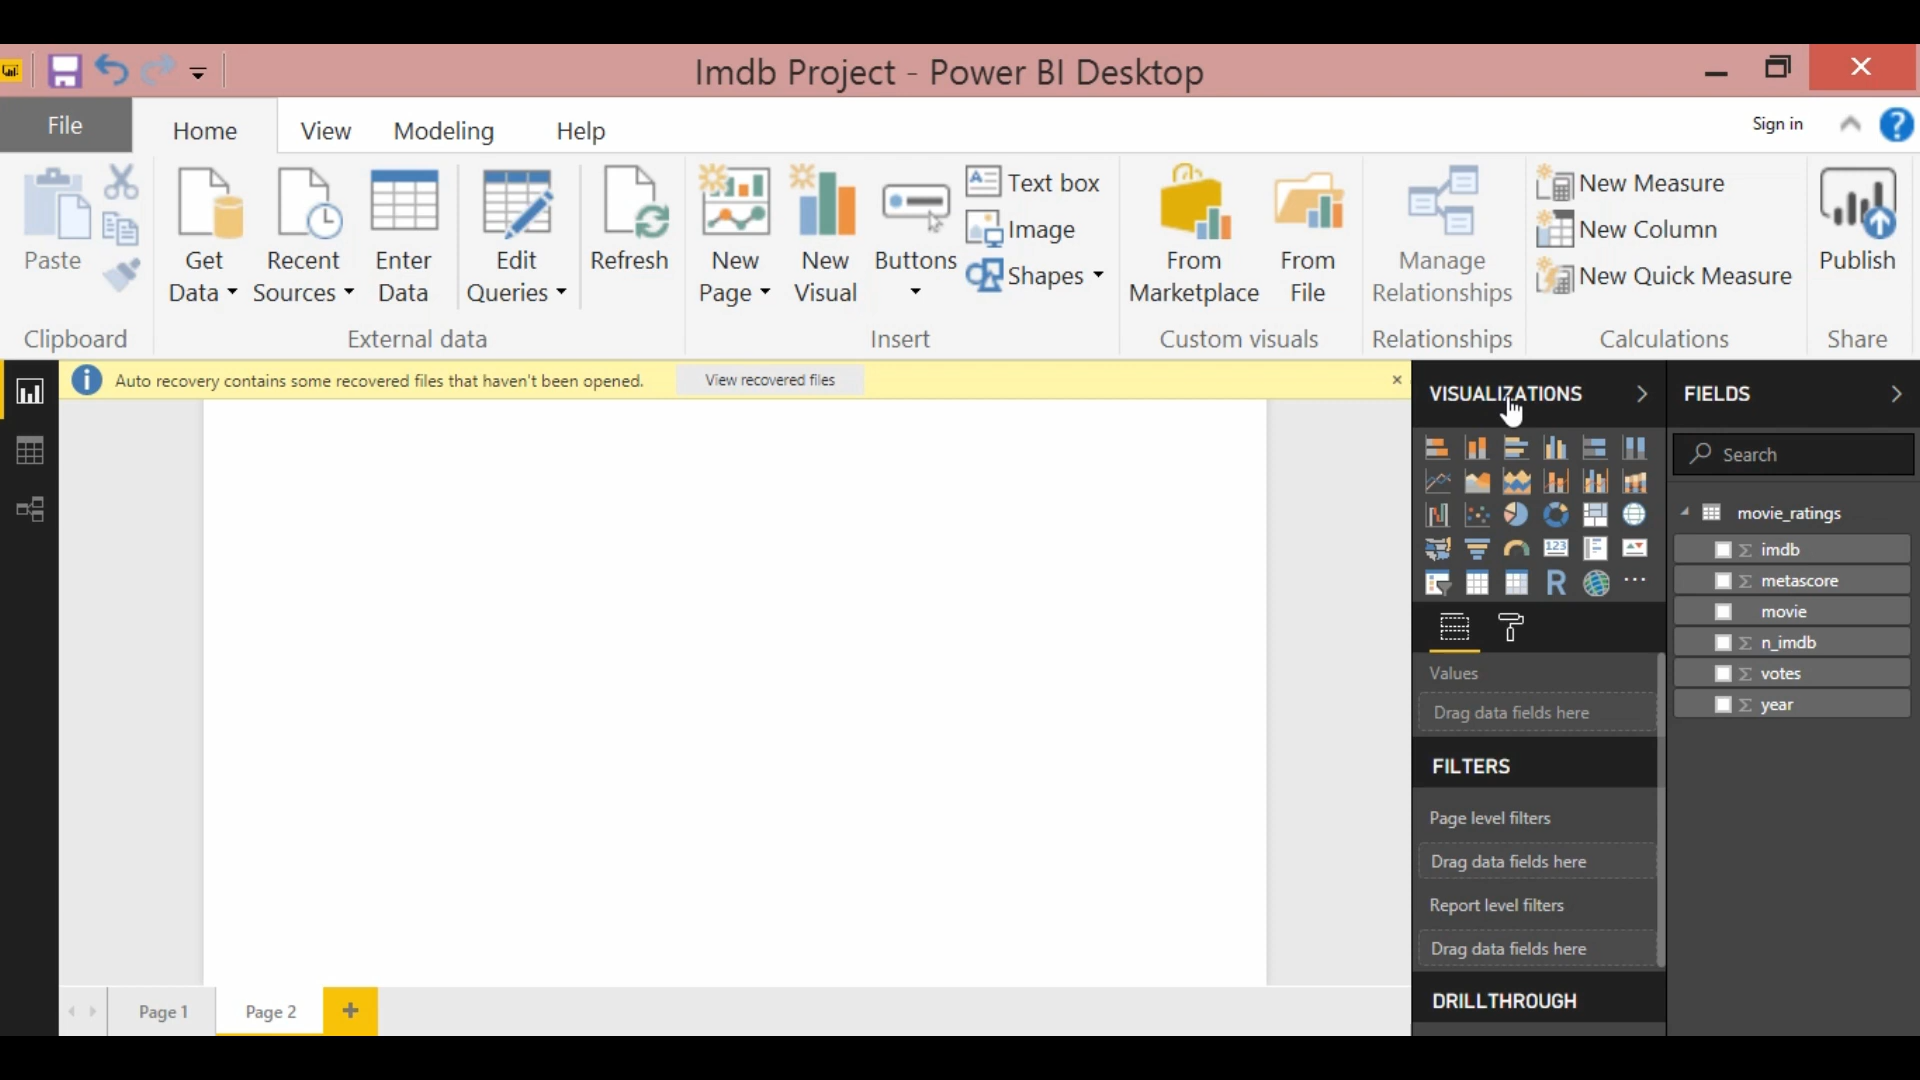 Imdb Project - Power BI Desktop
File
Home
View
Modeling
Help
Sign in
?
Paste
Get
Data
Recent
Sources
Enter
Data
Edit
Queries
Refresh
New
Page
New
Visual
Buttons
Text box
Image
Shapes
From
Marketplace
From
File
Manage
Relationships
New Measure
New Column
New Quick Measure
Publish
Clipboard
External data
Insert
Custom visuals
Relationships
Calculations
Share
Auto recovery contains some recovered files that haven't been opened.
View recovered files
VISUALIZATIONS
123
R
Values
Drag data fields here
FILTERS
Page level filters
Drag data fields here
Report level filters
Drag data fields here
DRILLTHROUGH
FIELDS
Search
movie_ratings
Σ imdb
Σ metascore
movie
Σ n_imdb
Σ votes
Σ year
Page 1
Page 2
+